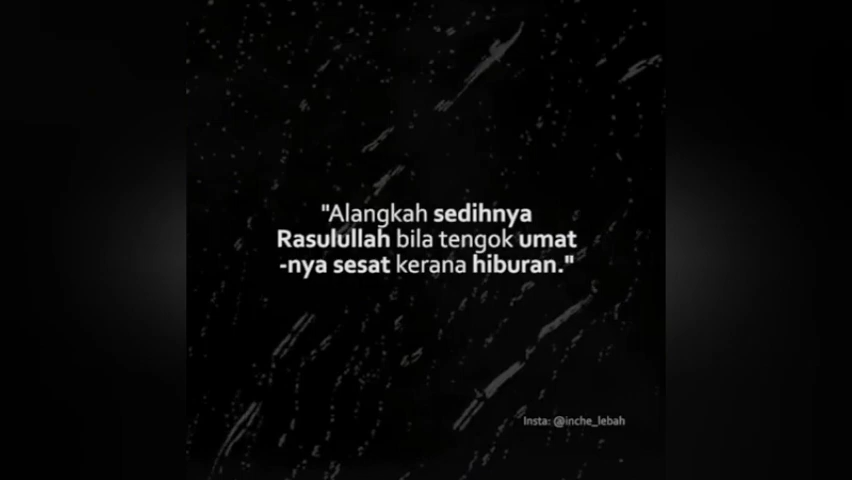 "Alangkah sedihnya
Rasulullah bila tengok umat
-nya sesat kerana hiburan."
Insta: @inche_lebah